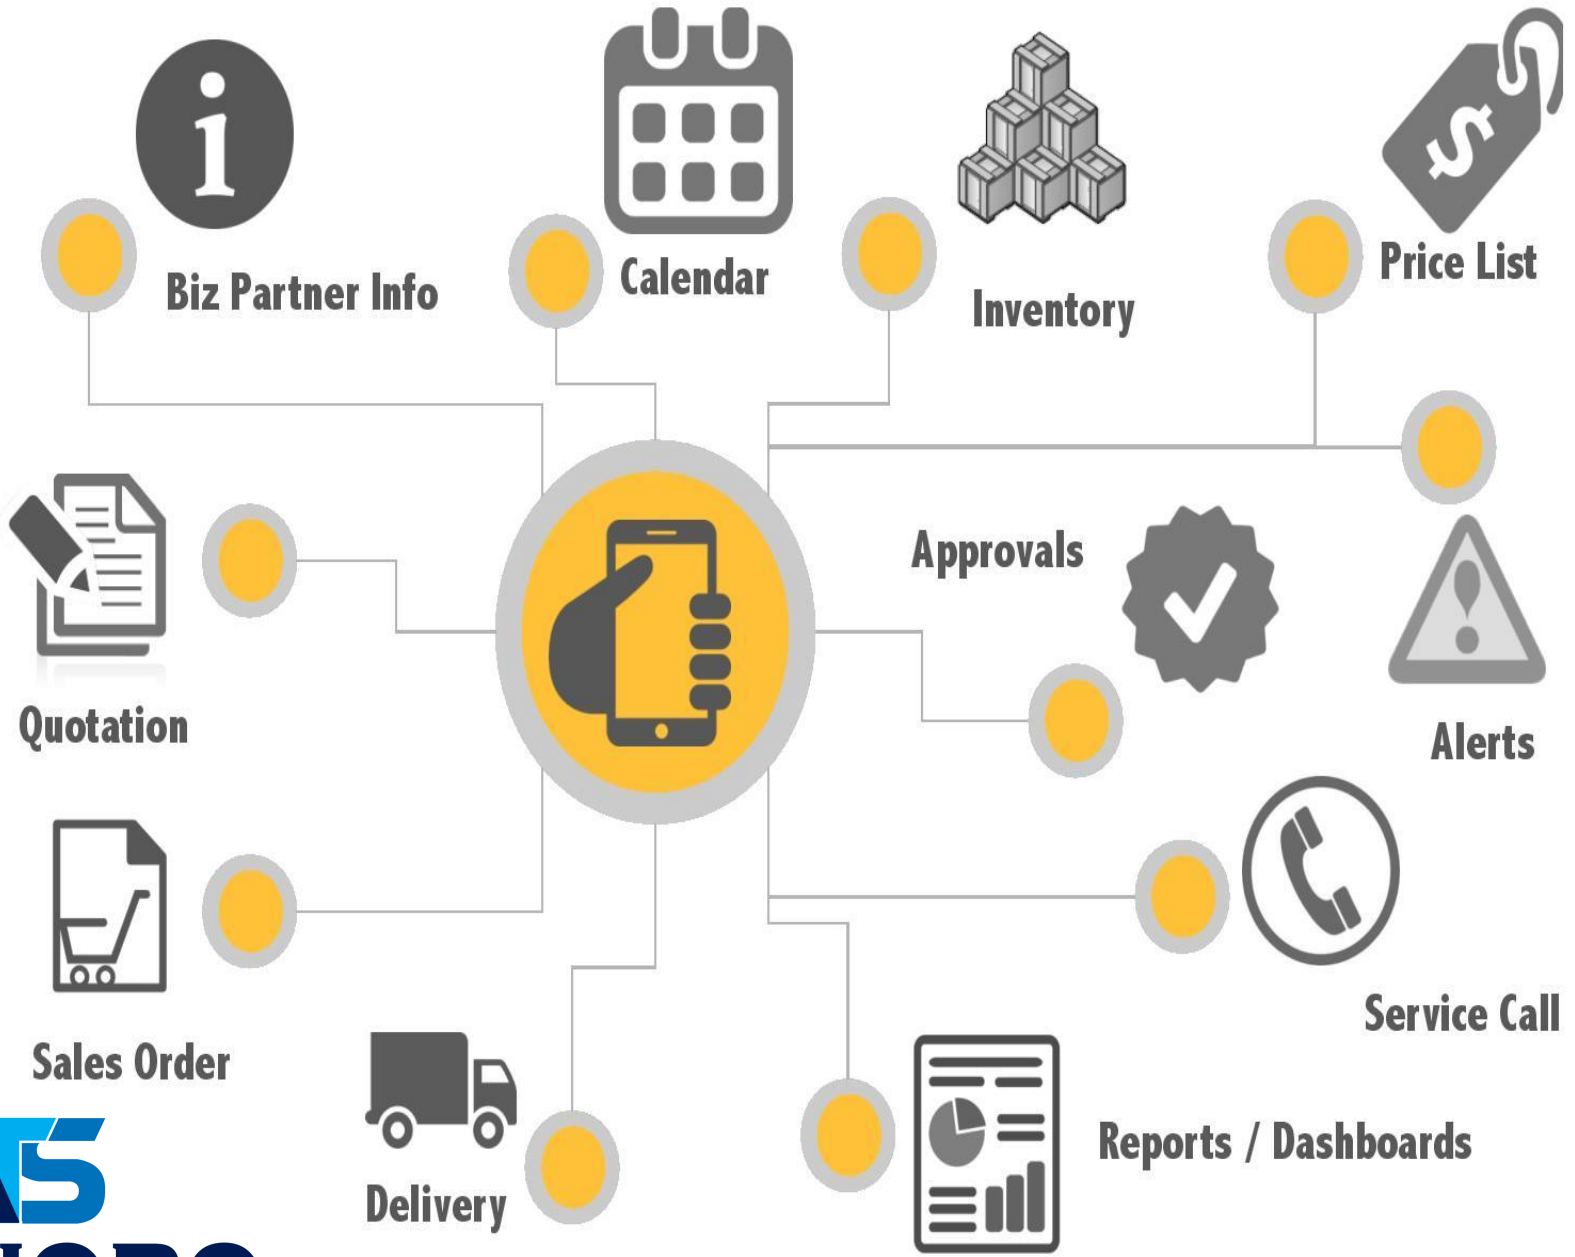 Biz Partner Info
Calendar
Inventory
Price List
Approvals
Quotation
Alerts
Sales Order
Service Call
Delivery
Reports / Dashboards